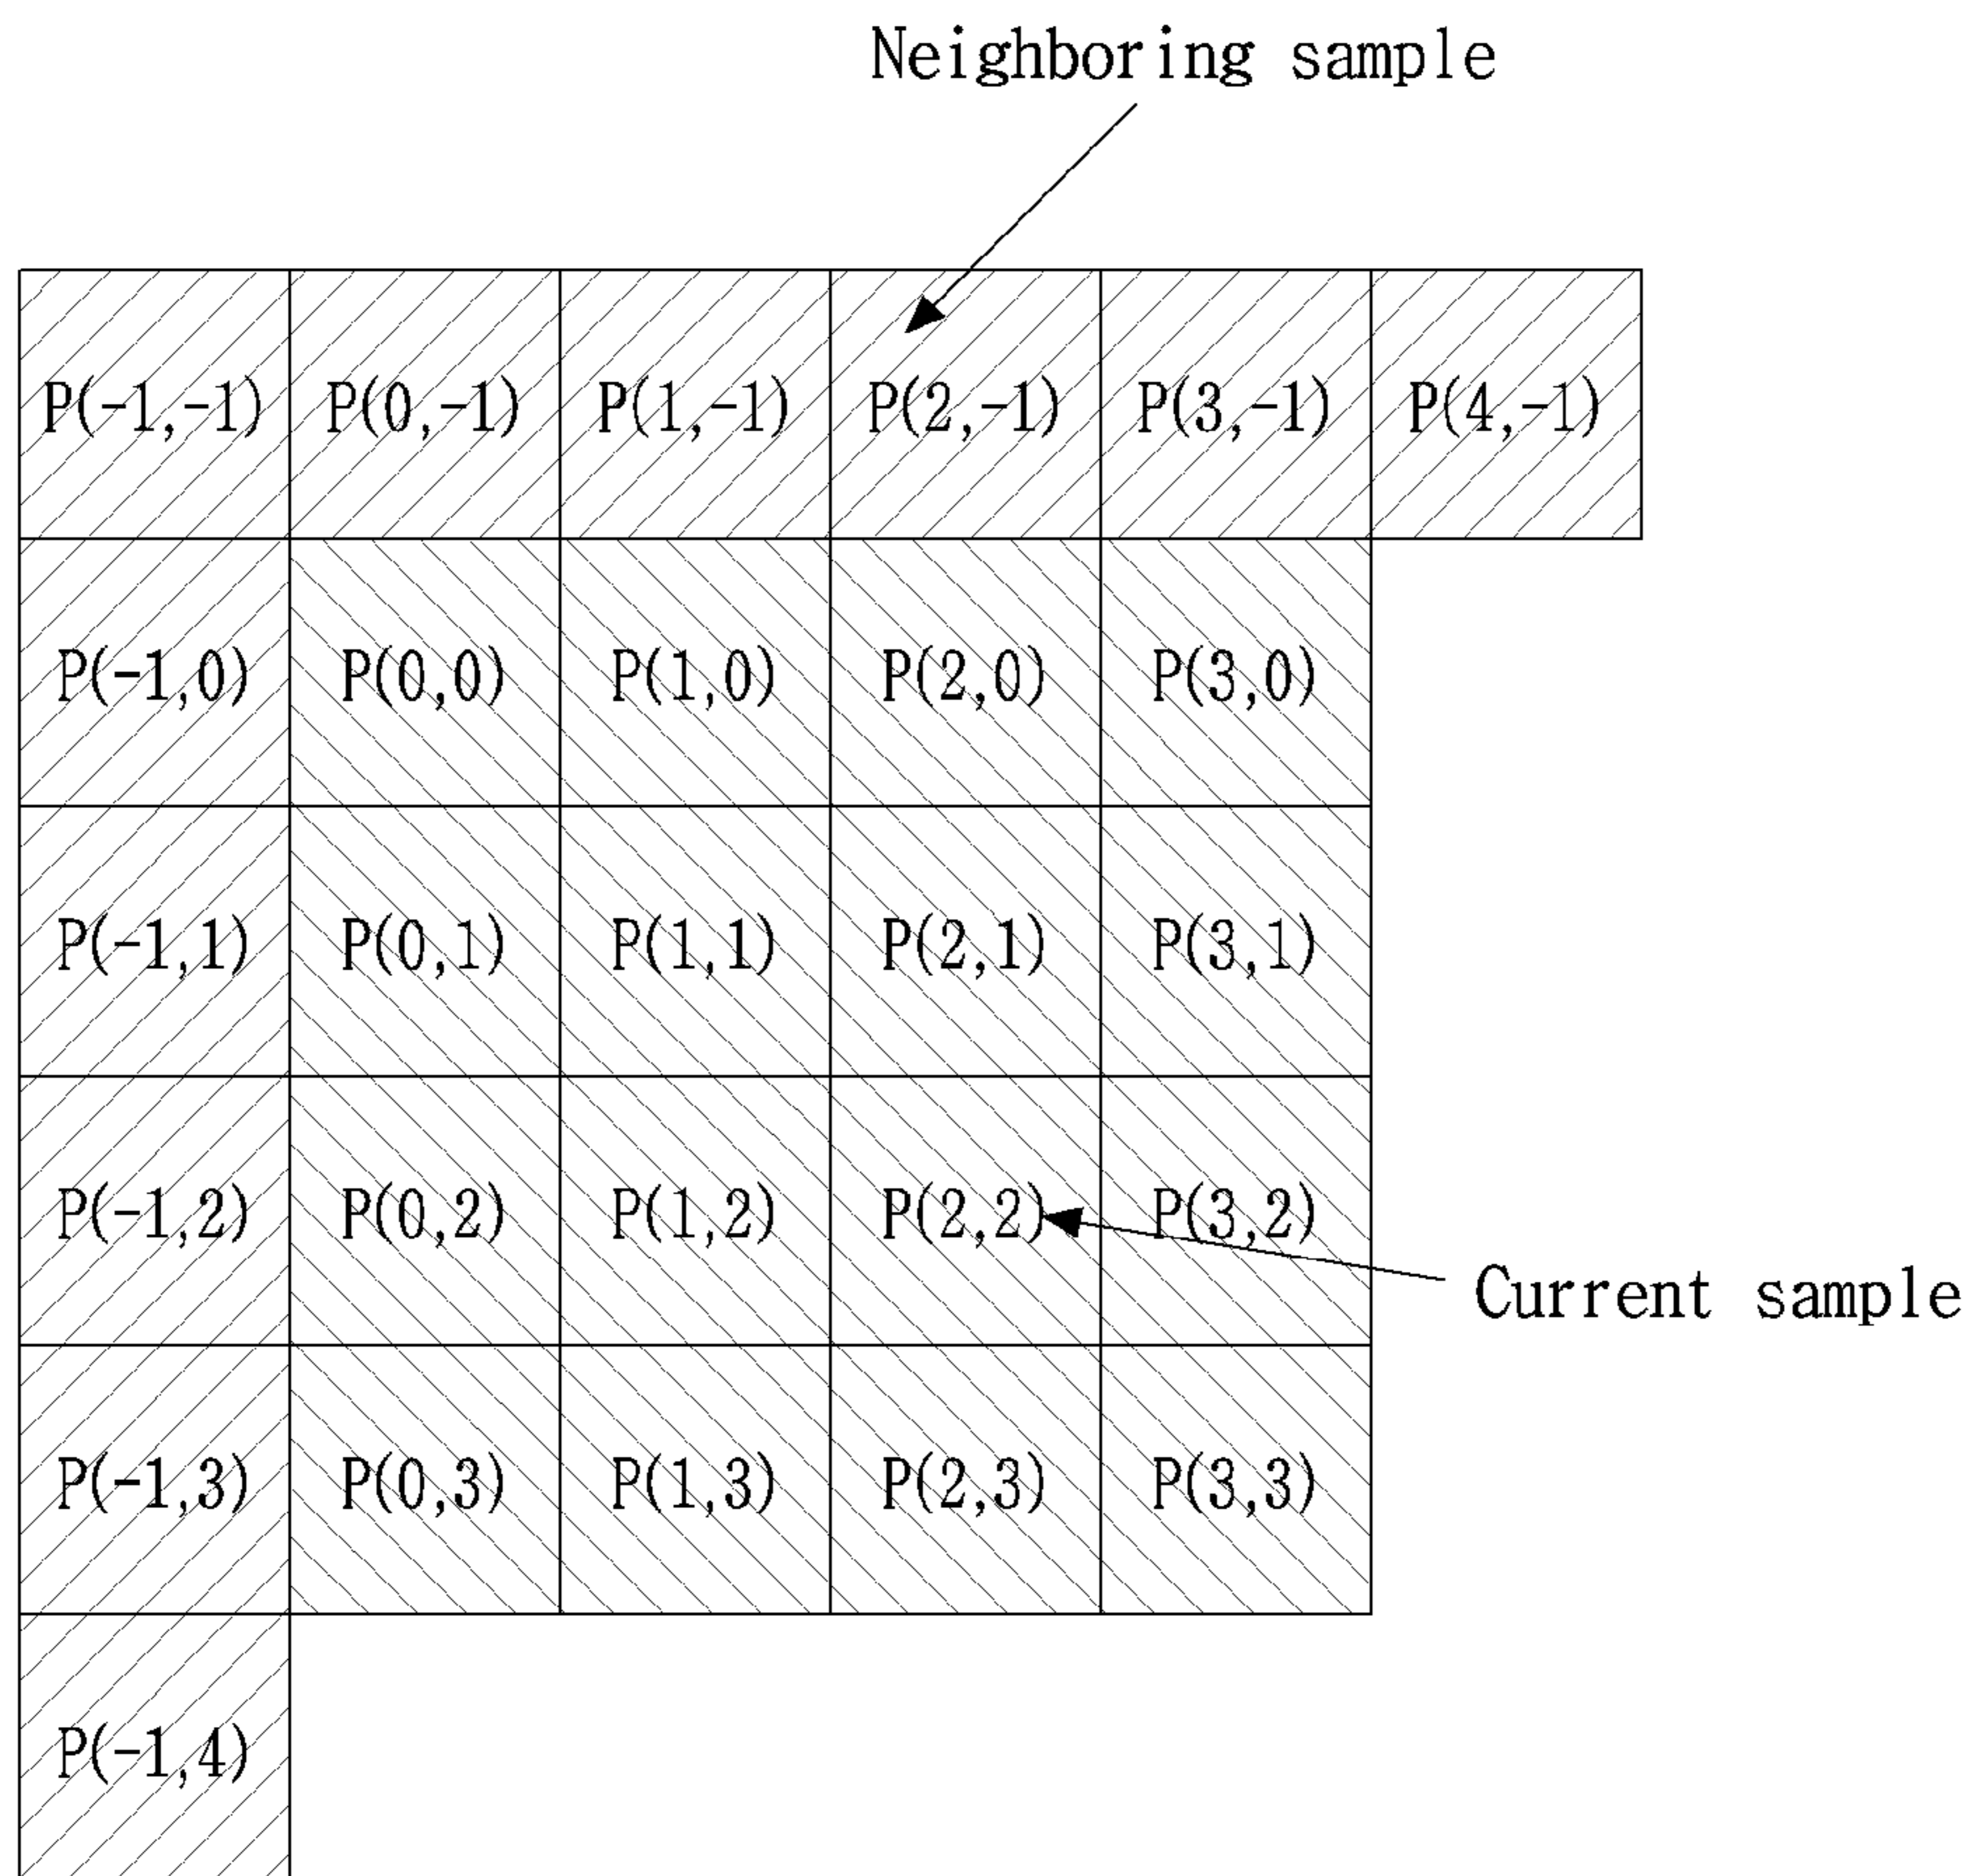 Neighboring sample
P(-1,-1) P(0,-1) P(1,-1) P(2,-1) P(3,-1) P(4,-1)
P(-1,0) P(0,0) P(1,0) P(2,0) P(3,0)
P(-1,1) P(0,1) P(1,1) P(2,1) P(3,1)
P(-1,2) P(0,2) P(1,2) P(2,2) P(3,2)
Current sample
P(-1,3) P(0,3) P(1,3) P(2,3) P(3,3)
P(-1,4)